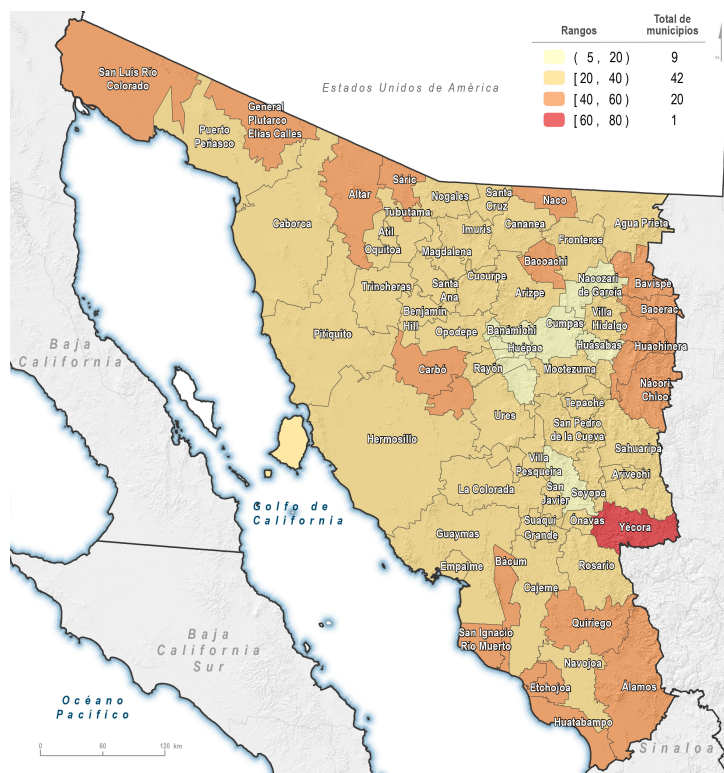 Rangos
Total de
municipios
( 5 , 20) 9
[20 , 40) 42
[40 , 60) 20
[60 , 80) 1
Estados Unidos de América
San Luis Río
Colorado
General
Plutarco
Elías Calles
Puerto
Peñasco
Caborca
Altar
Sáric
Nogales
Santa
Cruz
Naco
Agua Prieta
Tubutama
Atil
Oquitoa
Imuris
Cananea
Fronteras
Magdalena
Bacoachi
Trincheras
Santa
Ana
Cucurpe
Arizpe
Nacozari
de García
Bavispe
Benjamín
Hill
Villa
Hidalgo
Bacerac
Pitiquito
Opodepe
Banámichi
Cumpas
Huásabas
Huachinera
Huépac
Carbó
Rayón
Moctezuma
Nácori
Chico
Tepache
Ures
San Pedro
de la Cueva
Hermosillo
Sahuaripa
Villa
Pesqueira
Arivechi
La Colorada
San
Javier
Soyopa
Suaqui
Grande
Ónavas
Yécora
Guaymas
Empalme
Bácum
Rosario
Cajeme
San Ignacio
Río Muerto
Quiriego
Navojoa
Etchojoa
Álamos
Huatabampo
Baja
California
Golfo de
California
Baja
California
Sur
Océano
Pacífico
Sinaloa
0 60 120 km